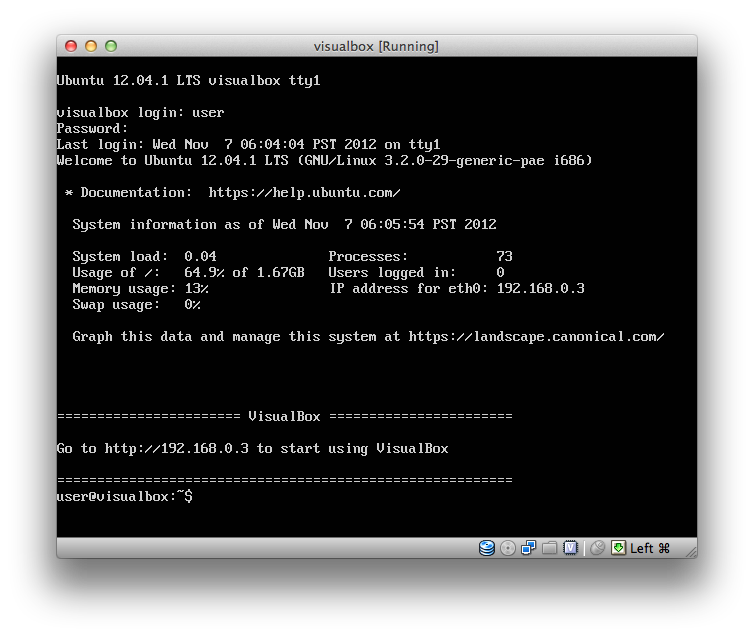 visualbox [Running]
Ubuntu 12.04.1 LTS visualbox tty1
visualbox login: user
Password:
Last login: Wed Nov  7 06:04:04 PST 2012 on tty1
Welcome to Ubuntu 12.04.1 LTS (GNU/Linux 3.2.0-29-generic-pae i686)
* Documentation:  https://help.ubuntu.com/
System information as of Wed Nov  7 06:05:54 PST 2012
System load:  0.04              Processes:           73
Usage of /:   64.9% of 1.67GB   Users logged in:     0
Memory usage: 13%               IP address for eth0: 192.168.0.3
Swap usage:   0%
Graph this data and manage this system at https://landscape.canonical.com/
======================= VisualBox =======================
Go to http://192.168.0.3 to start using VisualBox
=========================================================
user@visualbox:~$
Left ⌘